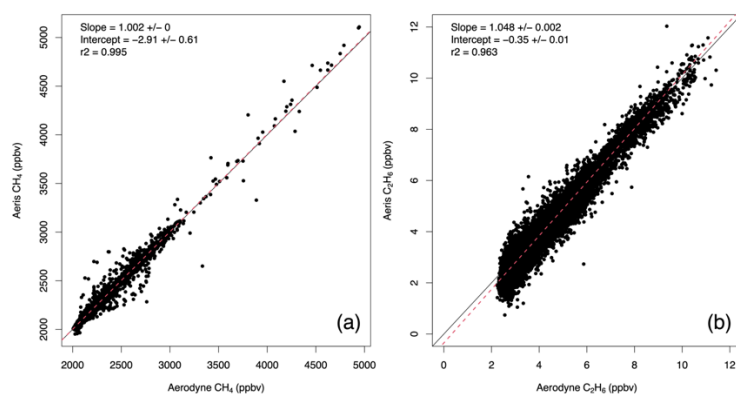 Slope = 1.002 +/− 0
Intercept = −2.91 +/− 0.61
r2 = 0.995
5000
4500
4000
3500
3000
2500
2000
Aeris CH₄ (ppbv)
(a)
2000 2500 3000 3500 4000 4500 5000
Aerodyne CH₄ (ppbv)
Slope = 1.048 +/− 0.002
Intercept = −0.35 +/− 0.01
r2 = 0.963
12
10
8
6
4
2
0
Aeris C₂H₆ (ppbv)
(b)
0 2 4 6 8 10 12
Aerodyne C₂H₆ (ppbv)